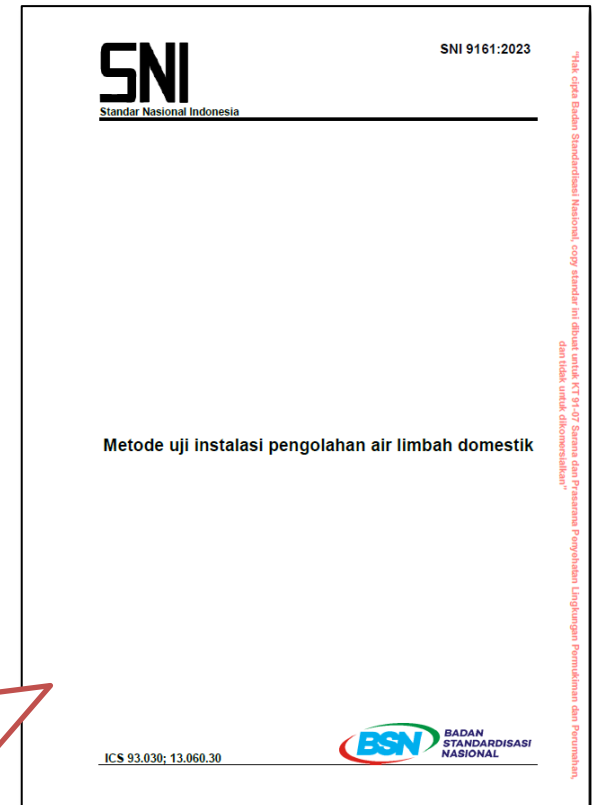 SNI
Standar Nasional Indonesia
SNI 9161:2023
"Hak cipta Badan Standardisasi Nasional, copy standar ini dibuat untuk KT 91-07 Sarana dan Prasarana Penyehatan Lingkungan Permukiman dan Perumahan,
dan tidak untuk dikomersialkan"
Metode uji instalasi pengolahan air limbah domestik
ICS 93.030; 13.060.30
BSN
BADAN
STANDARDISASI
NASIONAL